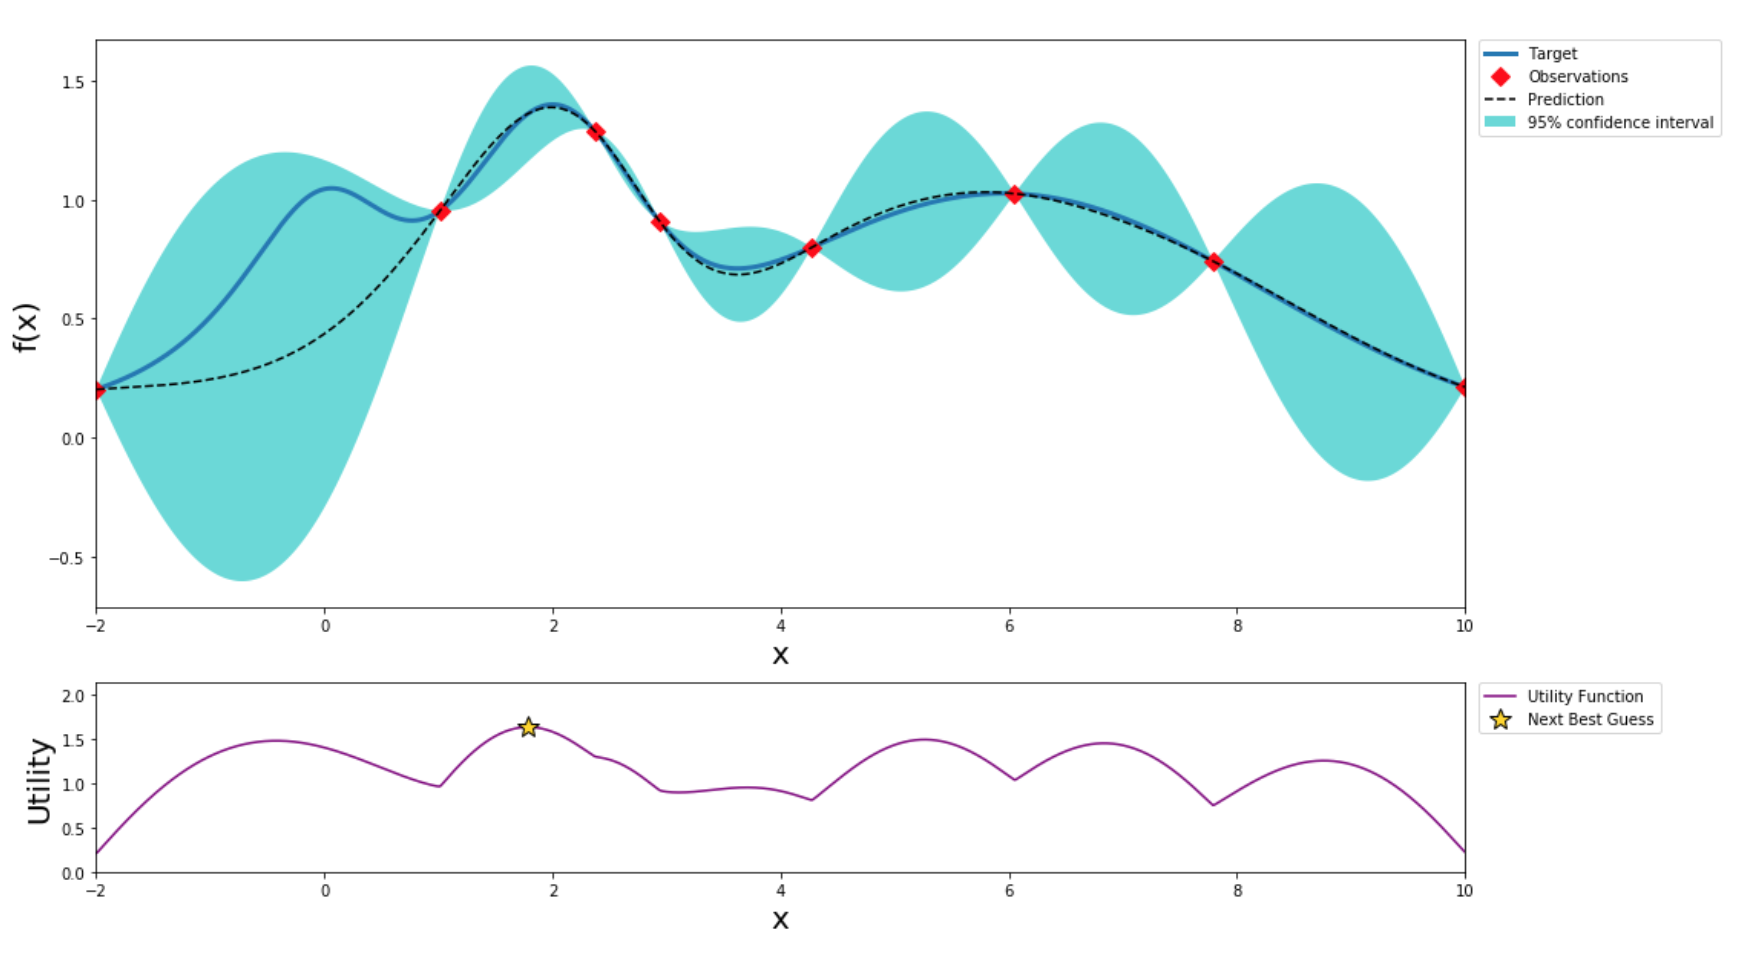 Target
Observations
Prediction
95% confidence interval
f(x)
1.5
1.0
0.5
0.0
−0.5
−2 0 2 4 6 8 10
x
Utility Function
Next Best Guess
Utility
2.0
1.5
1.0
0.5
0.0
−2 0 2 4 6 8 10
x